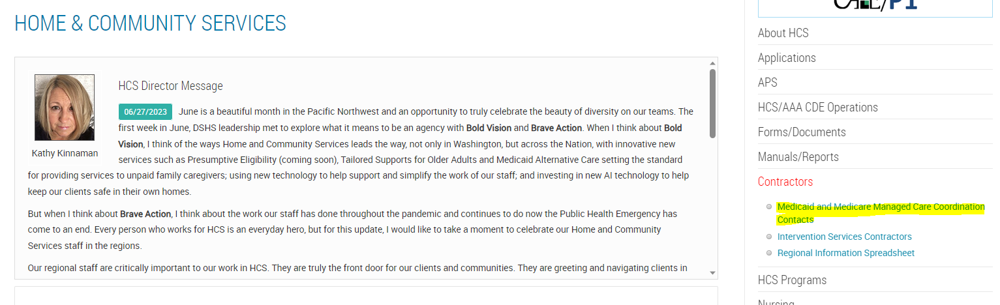 HOME & COMMUNITY SERVICES
HCS Director Message
06/27/2023 June is a beautiful month in the Pacific Northwest and an opportunity to truly celebrate the beauty of diversity on our teams. The
first week in June, DSHS leadership met to explore what it means to be an agency with Bold Vision and Brave Action. When I think about Bold
Vision, I think of the ways Home and Community Services leads the way, not only in Washington, but across the Nation, with innovative new
services such as Presumptive Eligibility (coming soon), Tailored Supports for Older Adults and Medicaid Alternative Care setting the standard
Kathy Kinnaman
for providing services to unpaid family caregivers; using new technology to help support and simplify the work of our staff; and investing in new AI technology to help
keep our clients safe in their own homes.
But when I think about Brave Action, I think about the work our staff has done throughout the pandemic and continues to do now the Public Health Emergency has
come to an end. Every person who works for HCS is an everyday hero, but for this update, I would like to take a moment to celebrate our Home and Community
Services staff in the regions.
Our regional staff are critically important to our work in HCS. They are truly the front door for our clients and communities. They are greeting and navigating clients in
About HCS
Applications
APS
HCS/AAA CDE Operations
Forms/Documents
Manuals/Reports
Contractors
Medicaid and Medicare Managed Care Coordination
Contacts
Intervention Services Contractors
Regional Information Spreadsheet
HCS Programs
Nursing